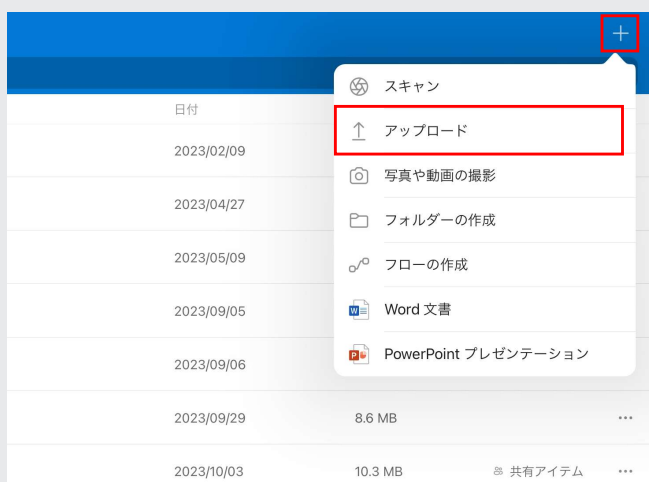 スキャン
日付
アップロード
2023/02/09
写真や動画の撮影
2023/04/27
フォルダーの作成
2023/05/09
フローの作成
2023/09/05
Word 文書
2023/09/06
PowerPoint プレゼンテーション
2023/09/29 8.6 MB
2023/10/03 10.3 MB 共有アイテム